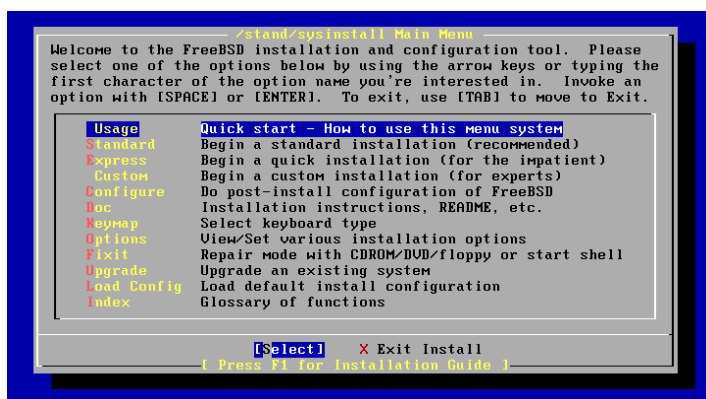 /stand/sysinstall Main Menu
Welcome to the FreeBSD installation and configuration tool.  Please
select one of the options below by using the arrow keys or typing the
first character of the option name you're interested in.  Invoke an
option with [SPACE] or [ENTER].  To exit, use [TAB] to move to Exit.
Usage Quick start - How to use this menu system
Standard Begin a standard installation (recommended)
Express Begin a quick installation (for the impatient)
Custom Begin a custom installation (for experts)
Configure Do post-install configuration of FreeBSD
Doc Installation instructions, README, etc.
Keymap Select keyboard type
Options View/Set various installation options
Fixit Repair mode with CDROM/DVD/floppy or start shell
Upgrade Upgrade an existing system
Load Config Load default install configuration
Index Glossary of functions
[Select] X Exit Install
[ Press F1 for Installation Guide ]